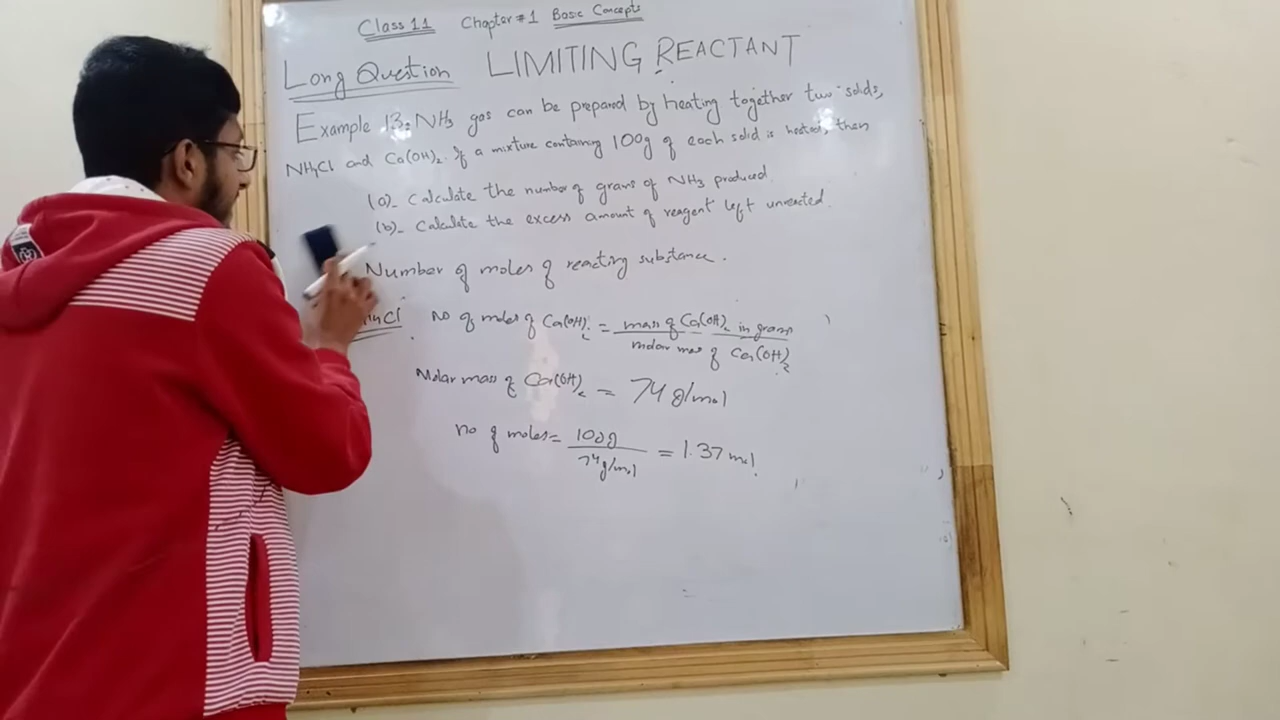 Class 11 Chapter #1 Basic Concepts
Long Question LIMITING REACTANT
Example 13: NH3 gas can be prepared by heating together two solids,
NH4Cl and Ca(OH)2. If a mixture containing 100g of each solid is heated, then
(a)_ Calculate the number of grams of NH3 produced.
(b)_ Calculate the excess amount of reagent left unreacted.
Number of moles of reacting substance.
No of moles of Ca(OH)2 = mass of Ca(OH)2 in grams
molar mas of Ca(OH)2
Molar mass of Ca(OH)2 = 74 g/mol
no of moles = 100g
74g/mol
= 1.37 mol